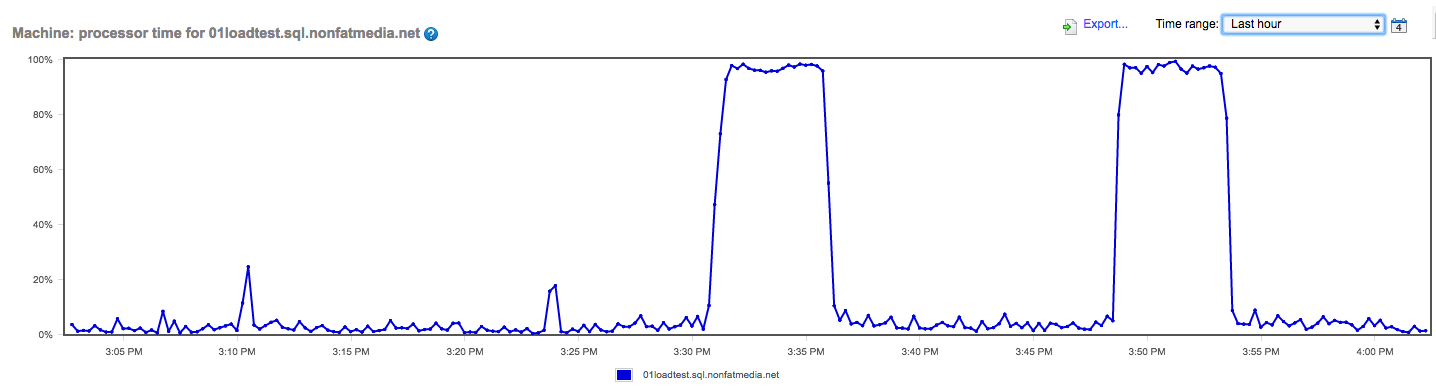 Export... Time range: Last hour 4
Machine: processor time for 01loadtest.sql.nonfatmedia.net ?
100%
80%
60%
40%
20%
0%
3:05 PM 3:10 PM 3:15 PM 3:20 PM 3:25 PM 3:30 PM 3:35 PM 3:40 PM 3:45 PM 3:50 PM 3:55 PM 4:00 PM
01loadtest.sql.nonfatmedia.net